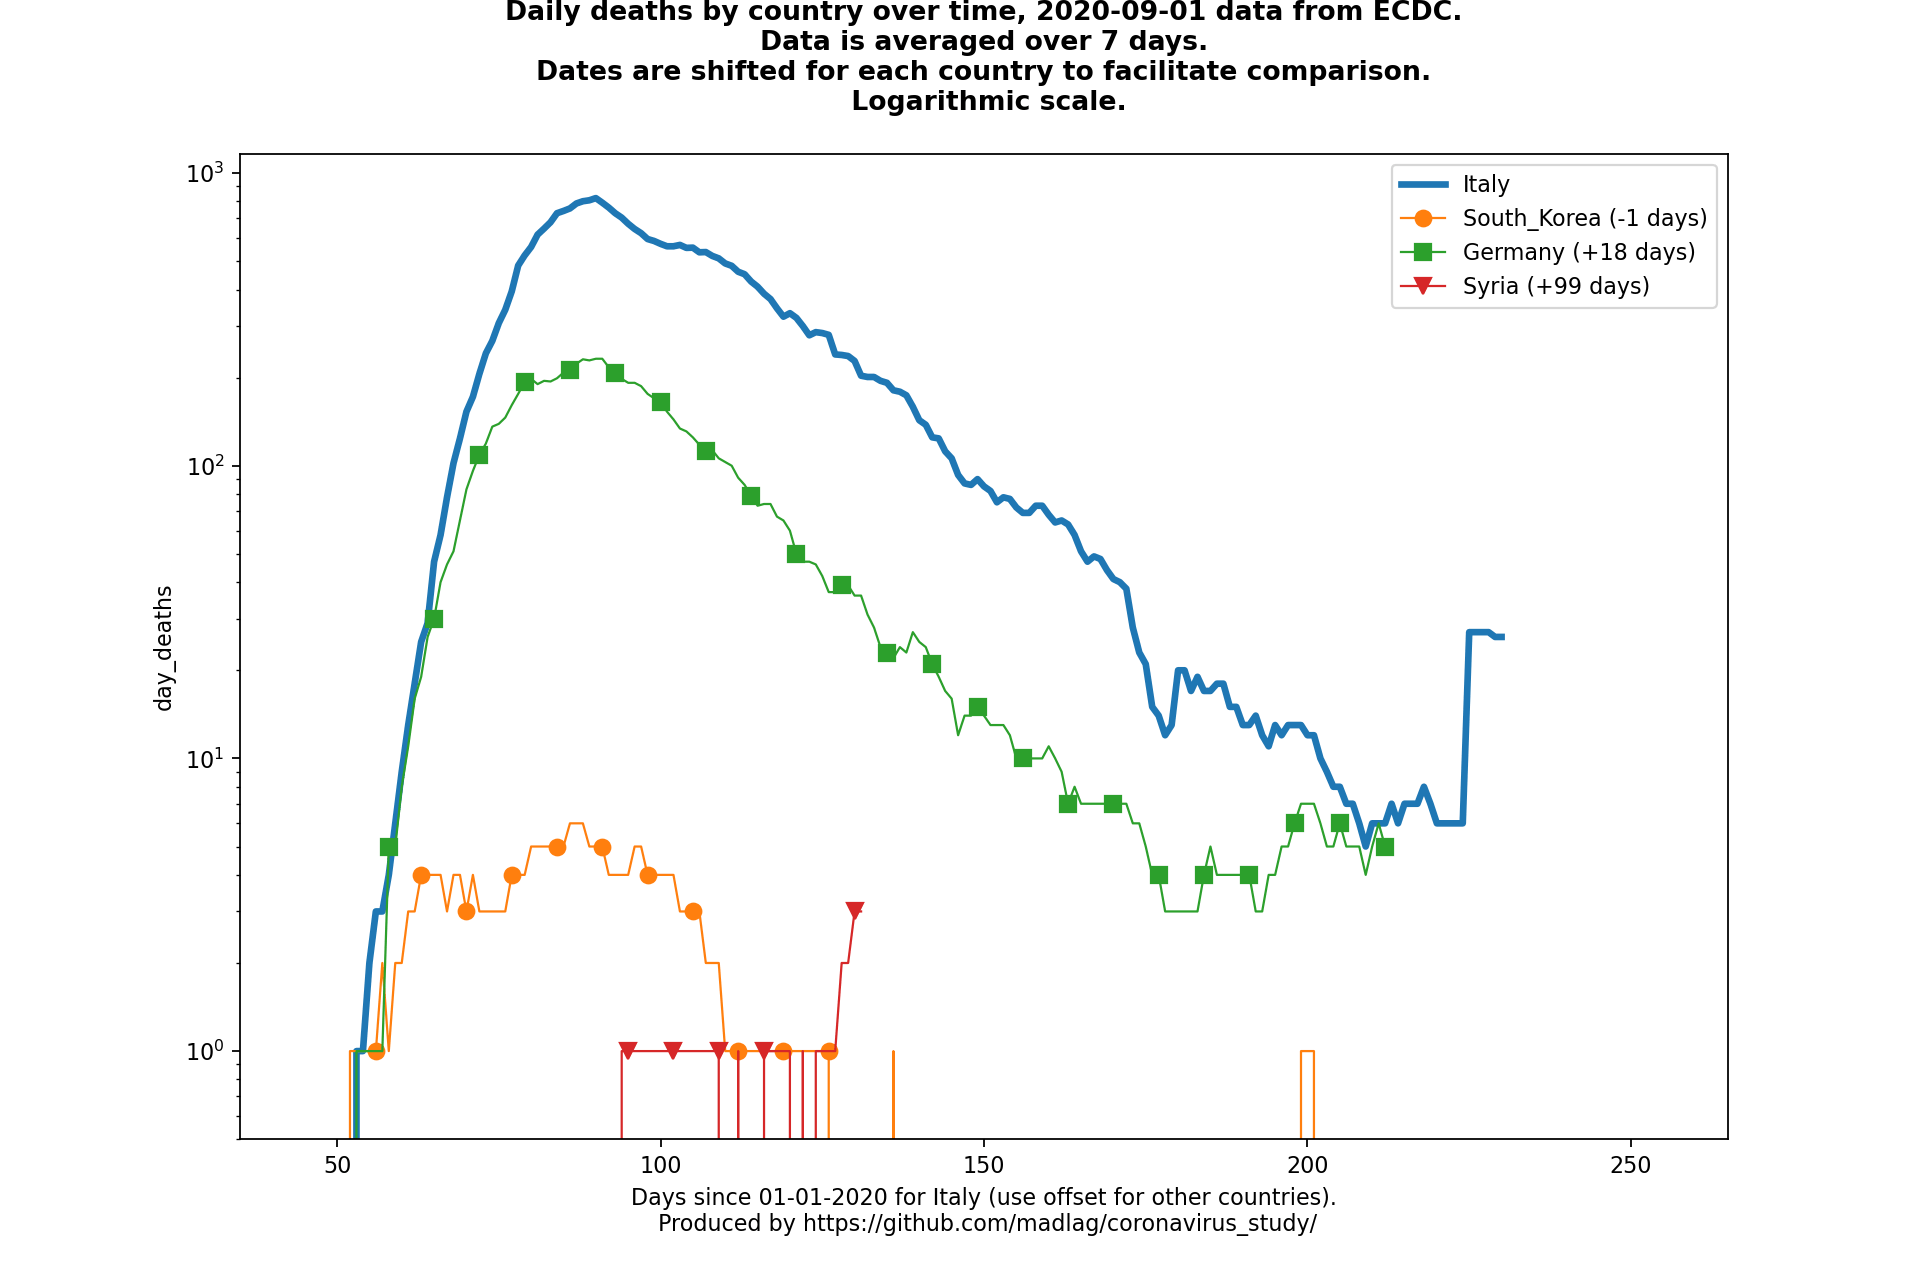 Daily deaths by country over time, 2020-09-01 data from ECDC.
Data is averaged over 7 days.
Dates are shifted for each country to facilitate comparison.
Logarithmic scale.
10³
10²
10¹
10⁰
day_deaths
Italy
South_Korea (-1 days)
Germany (+18 days)
Syria (+99 days)
50 100 150 200 250
Days since 01-01-2020 for Italy (use offset for other countries).
Produced by https://github.com/madlag/coronavirus_study/